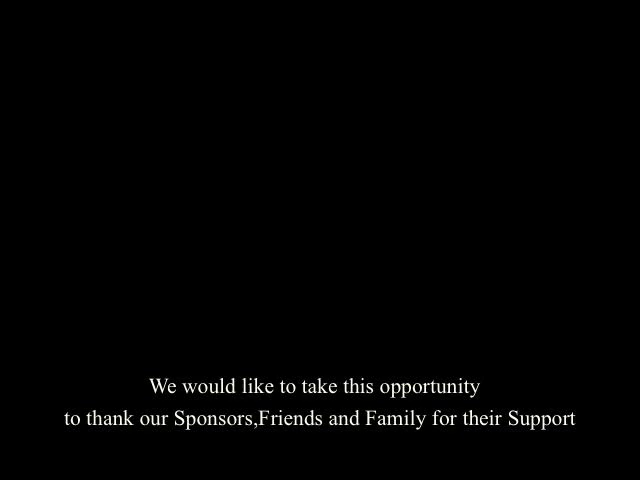 We would like to take this opportunity
to thank our Sponsors,Friends and Family for their Support